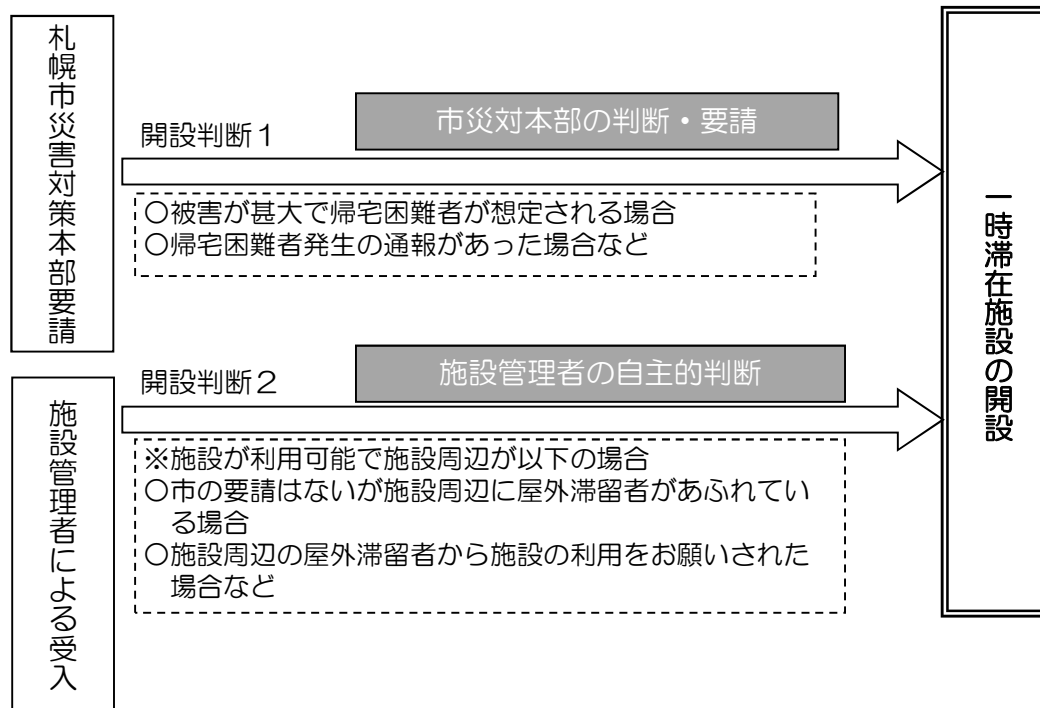 札幌市災害対策本部要請
開設判断１
市災対本部の判断・要請
○被害が甚大で帰宅困難者が想定される場合
○帰宅困難者発生の通報があった場合など
施設管理者による受入
開設判断２
施設管理者の自主的判断
※施設が利用可能で施設周辺が以下の場合
○市の要請はないが施設周辺に屋外滞留者があふれてい
る場合
○施設周辺の屋外滞留者から施設の利用をお願いされた
場合など
一時滞在施設の開設